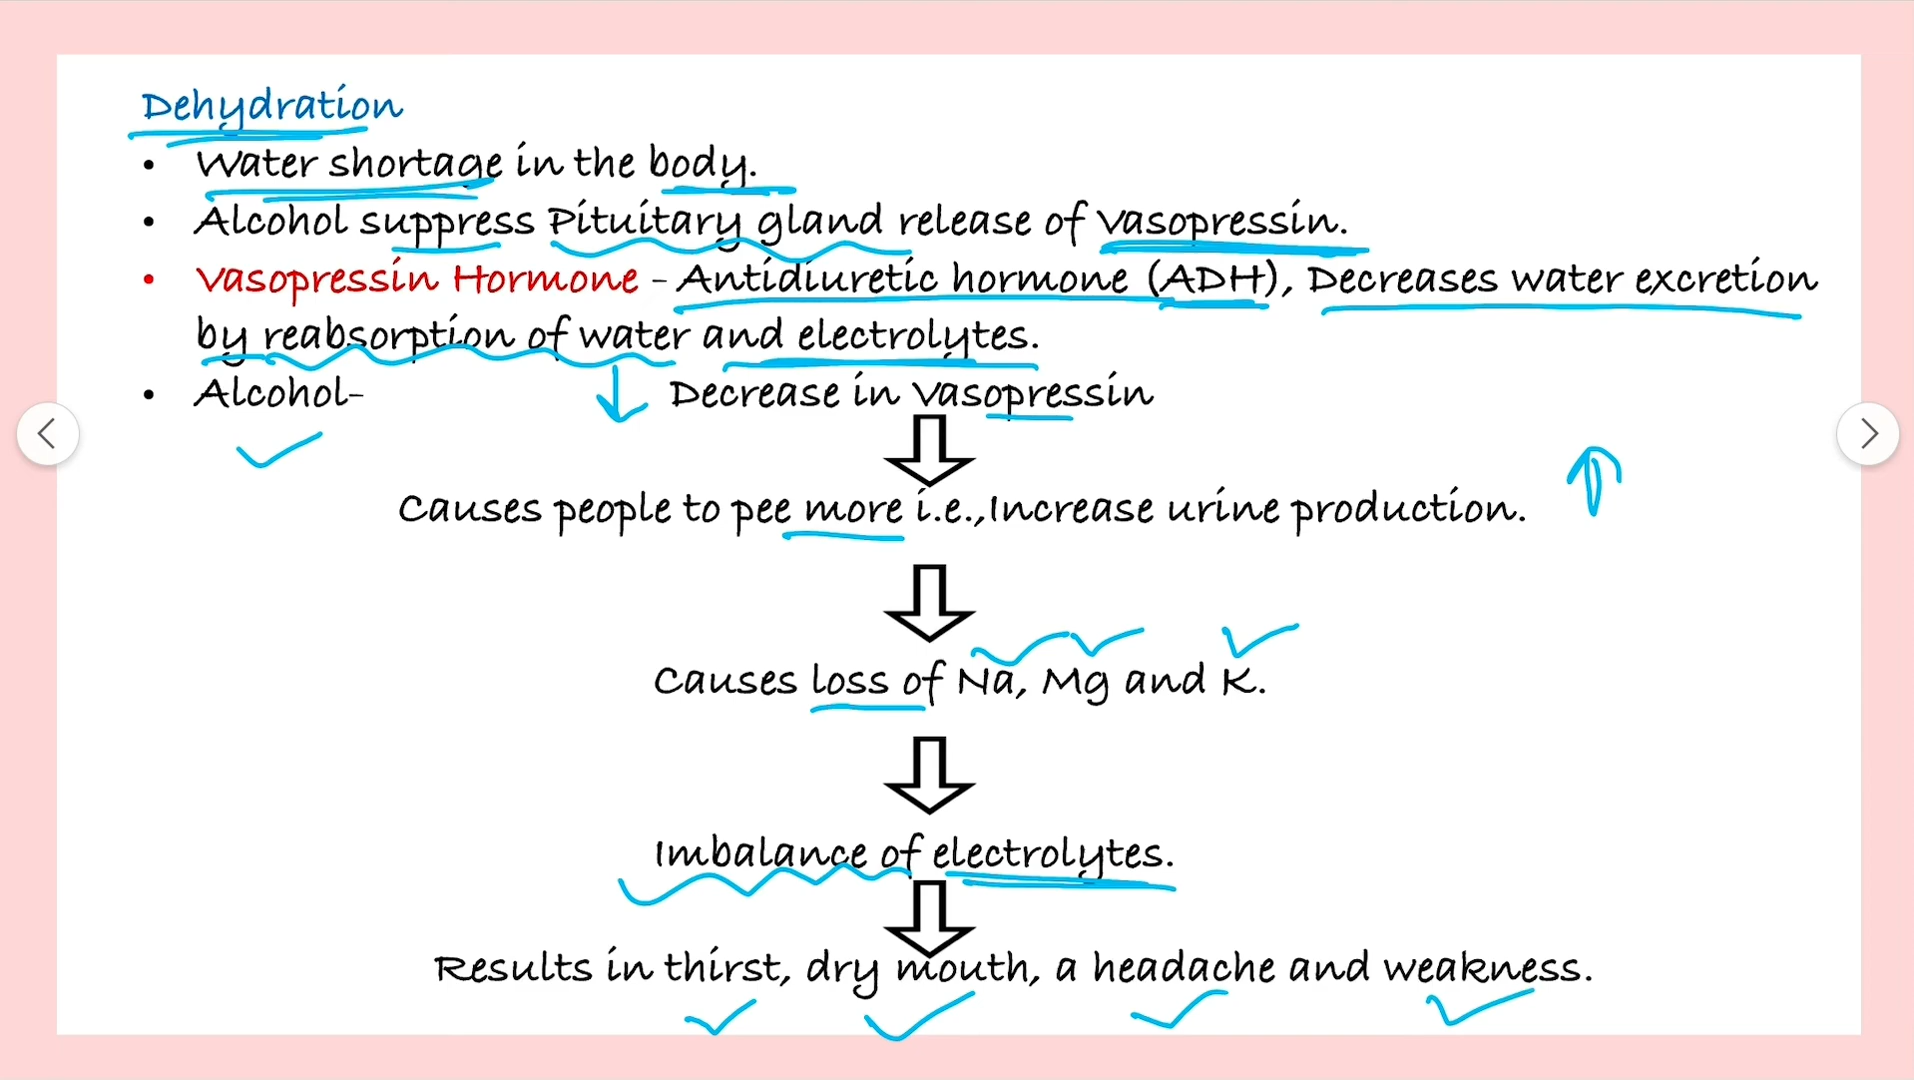 Dehydration
• Water shortage in the body.
• Alcohol suppress Pituitary gland release of vasopressin.
• Vasopressin Hormone - Antidiuretic hormone (ADH), Decreases water excretion
by reabsorption of water and electrolytes.
• Alcohol- Decrease in vasopressin
Causes people to pee more i.e.,Increase urine production.
Causes loss of Na, Mg and K.
Imbalance of electrolytes.
Results in thirst, dry mouth, a headache and weakness.